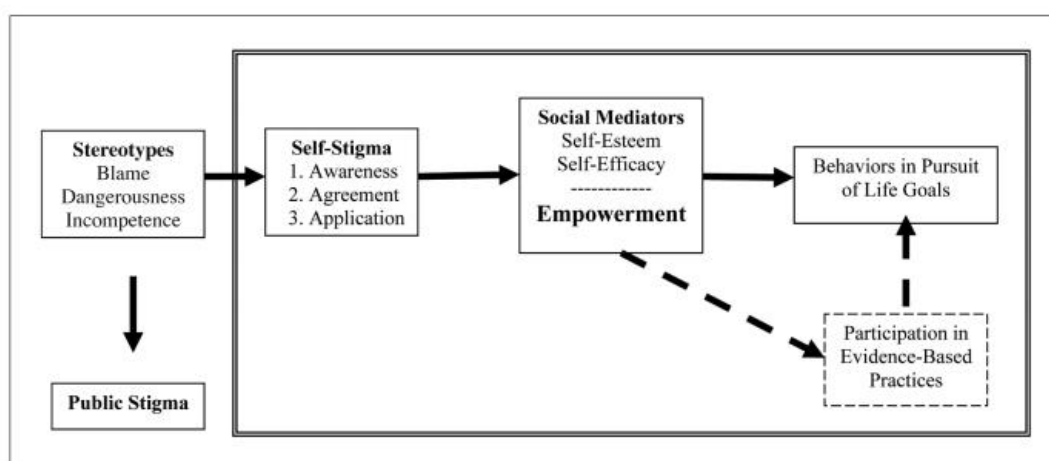 Stereotypes
Blame
Dangerousness
Incompetence
Public Stigma
Self-Stigma
1. Awareness
2. Agreement
3. Application
Social Mediators
Self-Esteem
Self-Efficacy
-------------
Empowerment
Behaviors in Pursuit
of Life Goals
Participation in
Evidence-Based
Practices